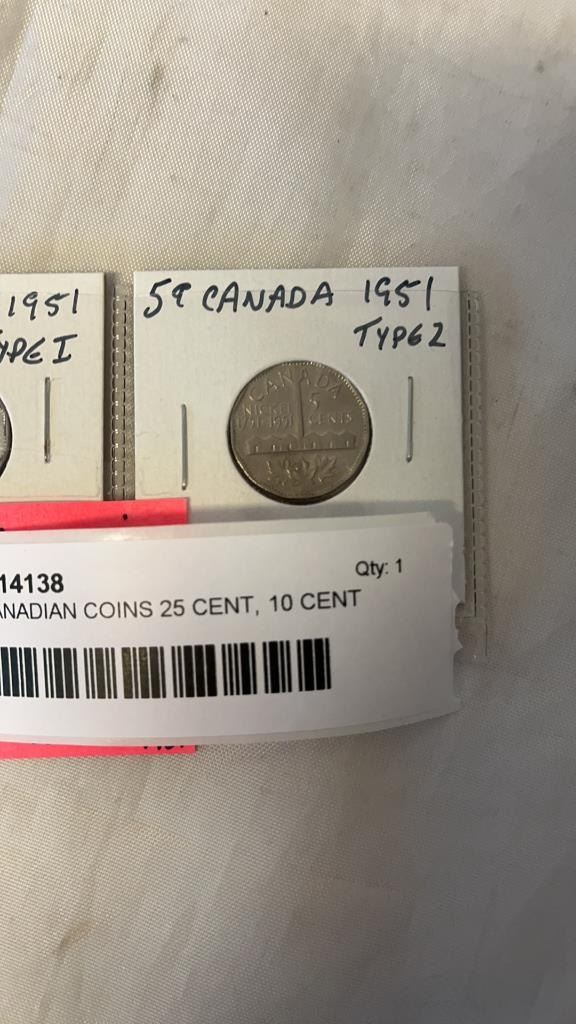 1951
TYPE I
5¢ CANADA 1951
TYPE 2
CANADA
NICKEL
1751-1951
5
CENTS
14138
Qty: 1
ANADIAN COINS 25 CENT, 10 CENT